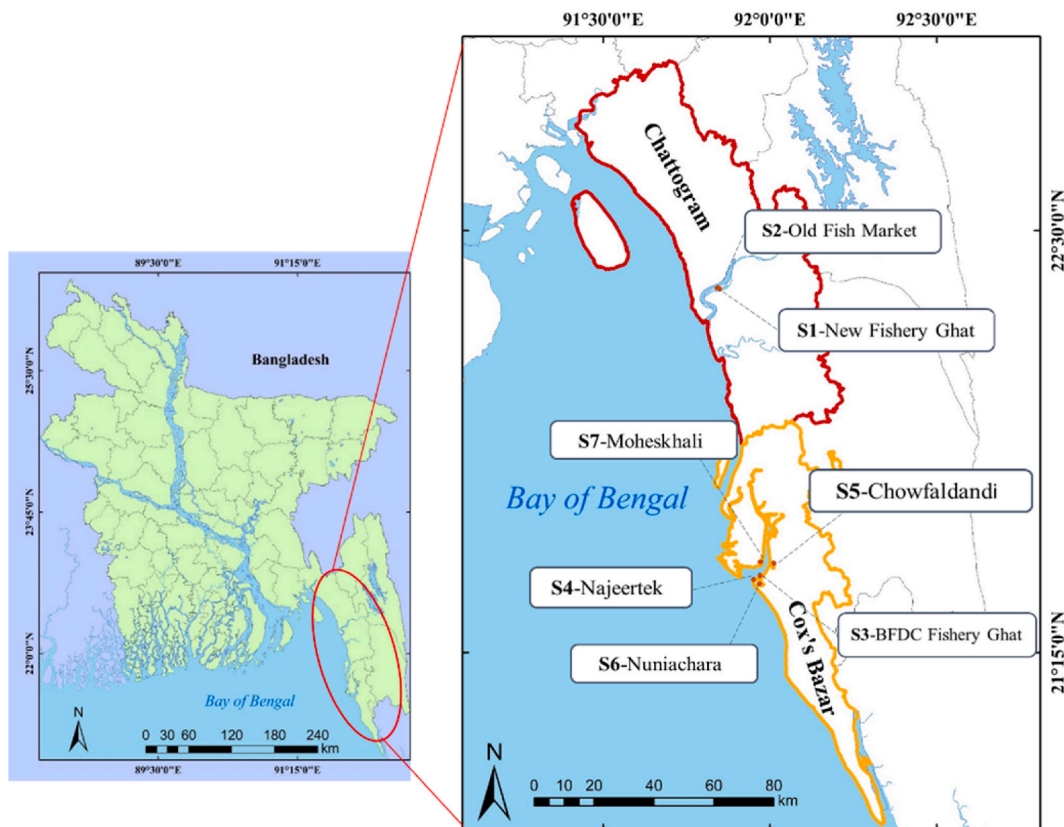 91°30'0"E
92°0'0"E
92°30'0"E
Chattogram
S2-Old Fish Market
22°30'0"N
S1-New Fishery Ghat
S7-Moheskhali
Bay of Bengal
S5-Chowfaldandi
S4-Najeertek
S3-BFDC Fishery Ghat
S6-Nuniachara
Cox's Bazar
21°15'0"N
N
0 10 20 40 60 80
km
89°30'0"E
91°15'0"E
Bangladesh
25°30'0"N
23°45'0"N
22°0'0"N
Bay of Bengal
N
0 30 60 120 180 240
km
89°30'0"E
91°15'0"E